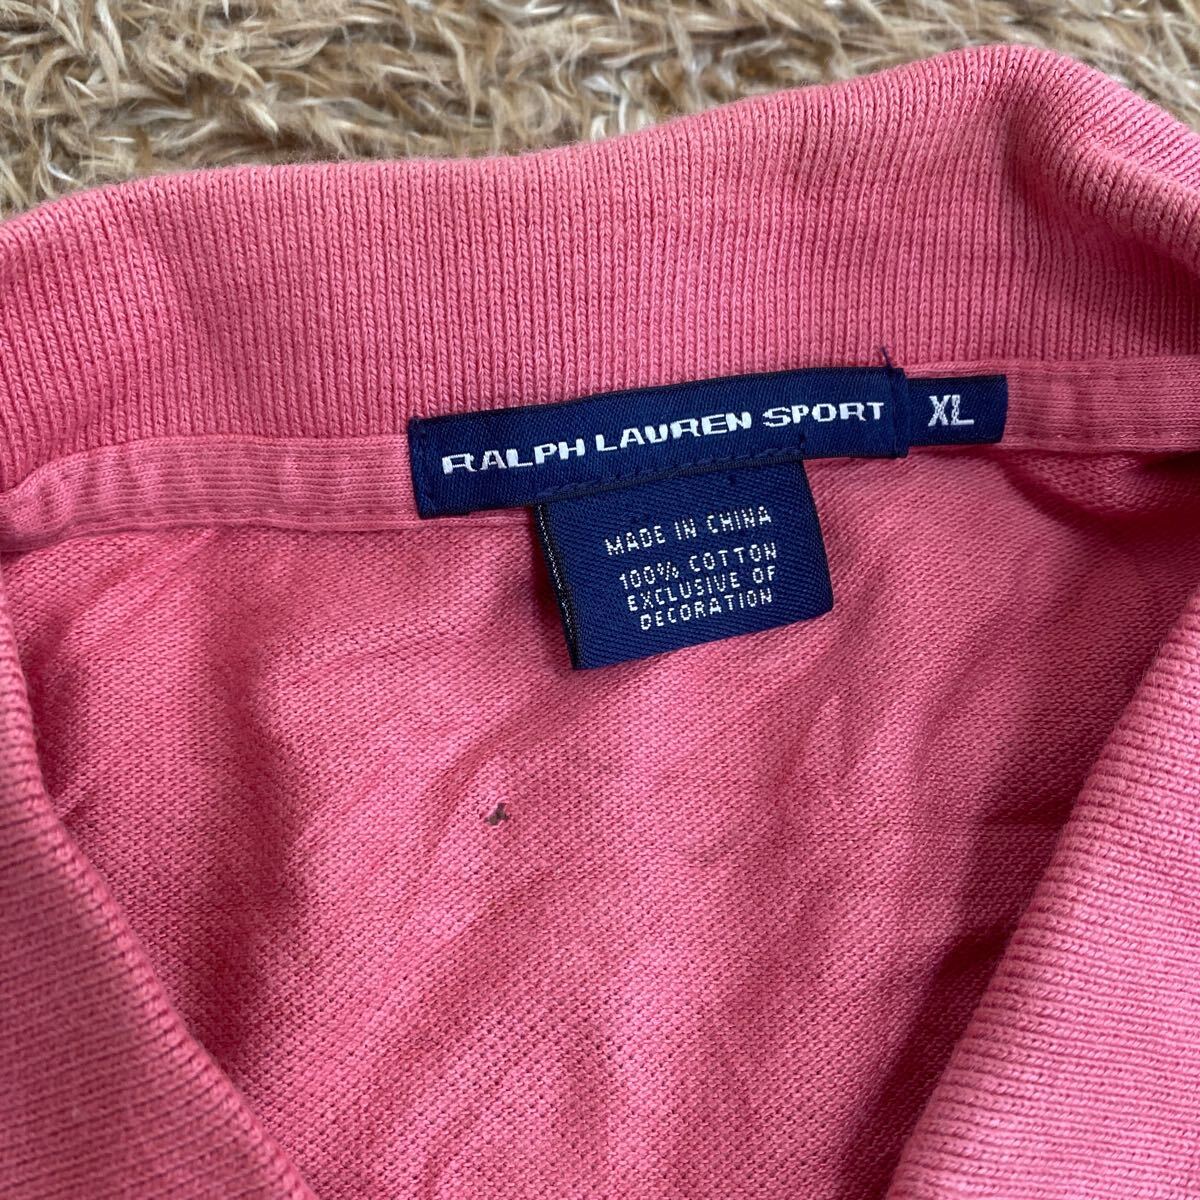 RALPH LAUREN SPORT
XL
MADE IN CHINA
100% COTTON
EXCLUSIVE OF
DECORATION